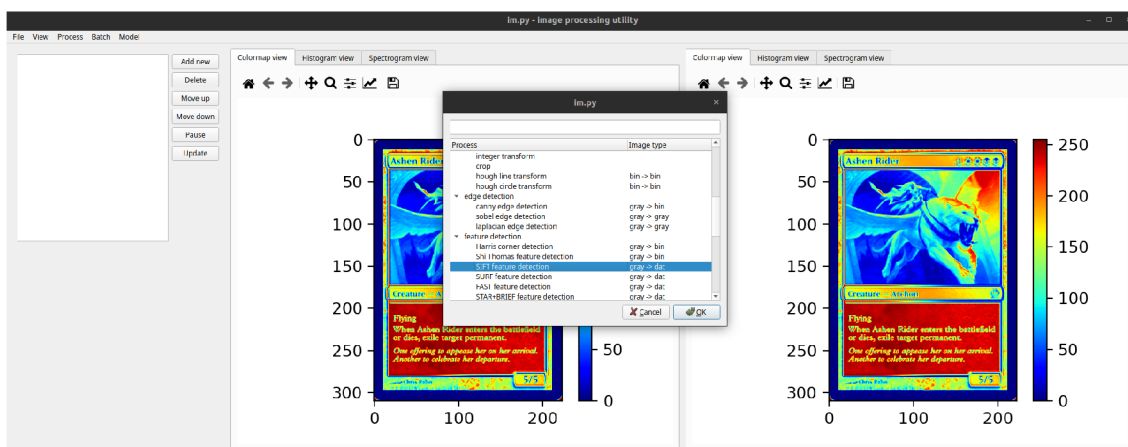 im.py - image processing utility
File View Process Batch Model
Add new
Delete
Move up
Move down
Pause
Update
Colormap view Histogram view Spectrogram view
0
50
100
150
200
250
300
0 100 200
0
50
Ashen Rider
Creature
Flying
When Ashen Rider enters the battlefield
or dies, exile target permanent.
One offering to appease her on her arrival.
Another to celebrate her departure.
5/5
im.py
Process Image type
integer transform
crop
hough line transform bin -> bin
hough circle transform bin -> bin
edge detection
canny edge detection gray -> bin
sobel edge detection gray -> gray
laplacian edge detection gray -> gray
feature detection
Harris corner detection gray -> bin
Shi Thomas feature detection gray -> bin
SIFT feature detection gray -> dat
SURF feature detection gray -> dat
FAST feature detection gray -> dat
STAR+BRIEF feature detection gray -> dat
Cancel OK
Colormap view Histogram view Spectrogram view
0
50
100
150
200
250
300
0 100 200
250
200
150
100
50
0
Ashen Rider
Creature — Archon
Flying
When Ashen Rider enters the battlefield
or dies, exile target permanent.
One offering to appease her on her arrival.
Another to celebrate her departure.
5/5